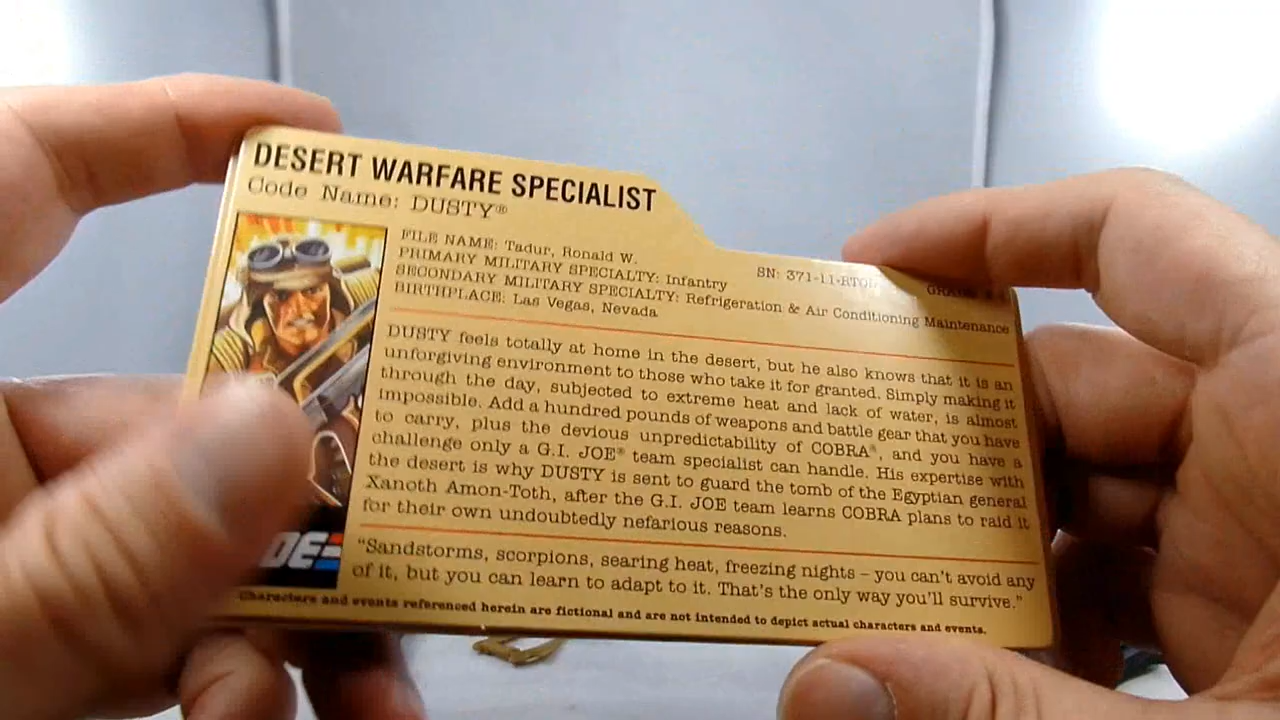 DESERT WARFARE SPECIALIST
Code Name: DUSTY®
FILE NAME: Tadur, Ronald W.
SN: 371-11-RTOD
PRIMARY MILITARY SPECIALTY: Infantry
SECONDARY MILITARY SPECIALTY: Refrigeration & Air Conditioning Maintenance
BIRTHPLACE: Las Vegas, Nevada
DUSTY feels totally at home in the desert, but he also knows that it is an
unforgiving environment to those who take it for granted. Simply making it
through the day, subjected to extreme heat and lack of water, is almost
impossible. Add a hundred pounds of weapons and battle gear that you have
to carry, plus the devious unpredictability of COBRA®, and you have a
challenge only a G.I. JOE® team specialist can handle. His expertise with
the desert is why DUSTY is sent to guard the tomb of the Egyptian general
Xanoth Amon-Toth, after the G.I. JOE team learns COBRA plans to raid it
for their own undoubtedly nefarious reasons.
“Sandstorms, scorpions, searing heat, freezing nights – you can’t avoid any
of it, but you can learn to adapt to it. That’s the only way you’ll survive.”
Characters and events referenced herein are fictional and are not intended to depict actual characters and events.